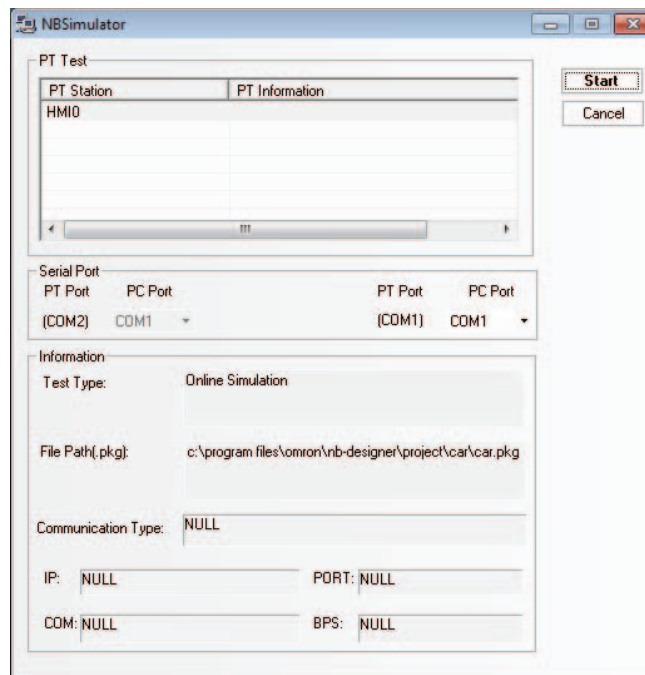 NBSimulator
PT Test
PT Station PT Information
HMI0
Start
Cancel
Serial Port
PT Port PC Port PT Port PC Port
(COM2) COM1 (COM1) COM1
Information
Test Type: Online Simulation
File Path(.pkg): c:\program files\omron\nb-designer\project\car\car.pkg
Communication Type: NULL
IP: NULL PORT: NULL
COM: NULL BPS: NULL